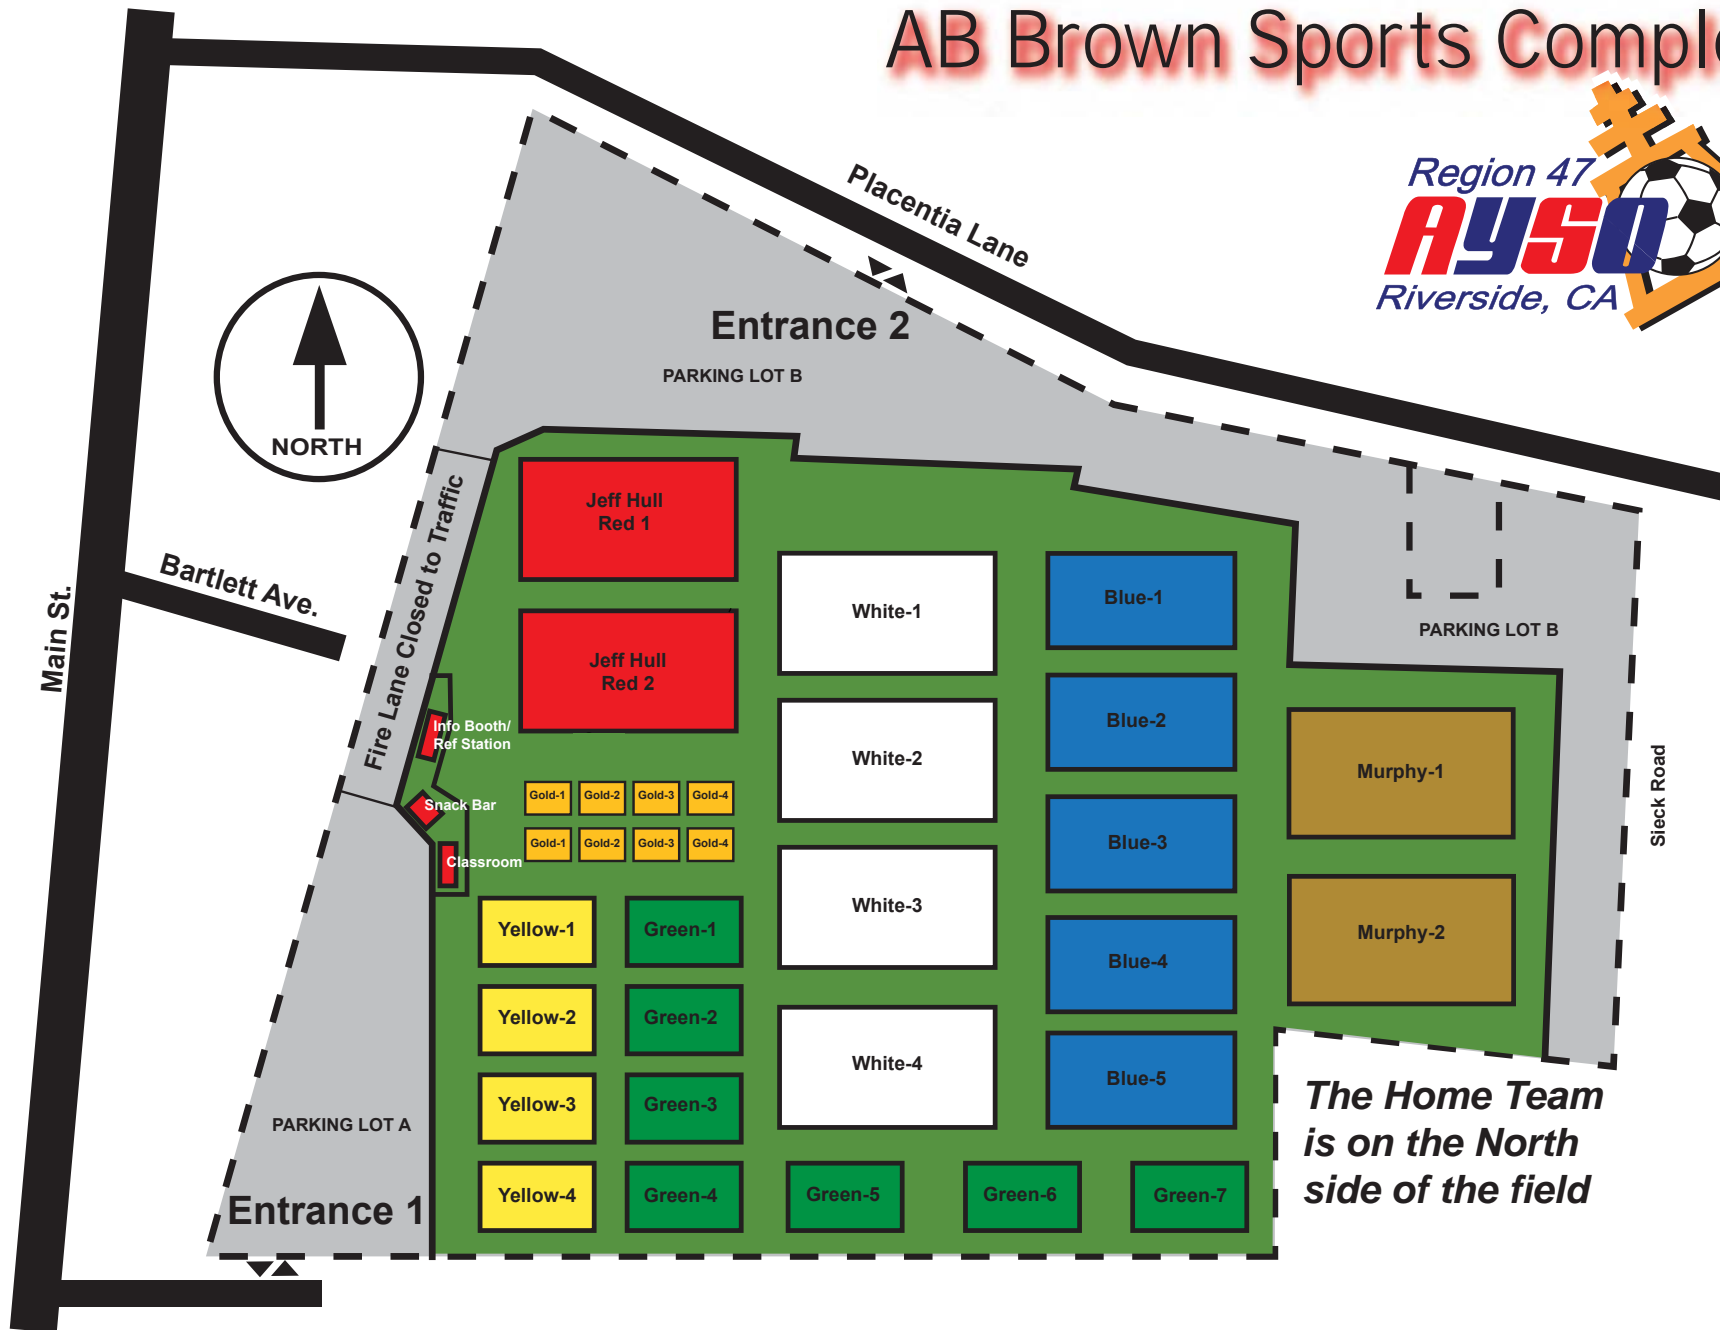 AB Brown Sports Comple
Region 47
AYSO
Riverside, CA
Placentia Lane
Entrance 2
PARKING LOT B
NORTH
Main St.
Bartlett Ave.
Fire Lane Closed to Traffic
Jeff Hull
Red 1
Jeff Hull
Red 2
White-1
White-2
White-3
White-4
Blue-1
Blue-2
Blue-3
Blue-4
Blue-5
PARKING LOT B
Murphy-1
Murphy-2
Sieck Road
Info Booth/
Ref Station
Snack Bar
Classroom
Gold-1 Gold-2 Gold-3 Gold-4
Gold-1 Gold-2 Gold-3 Gold-4
Yellow-1
Yellow-2
Yellow-3
Yellow-4
Green-1
Green-2
Green-3
Green-4
Green-5
Green-6
Green-7
PARKING LOT A
Entrance 1
The Home Team
is on the North
side of the field